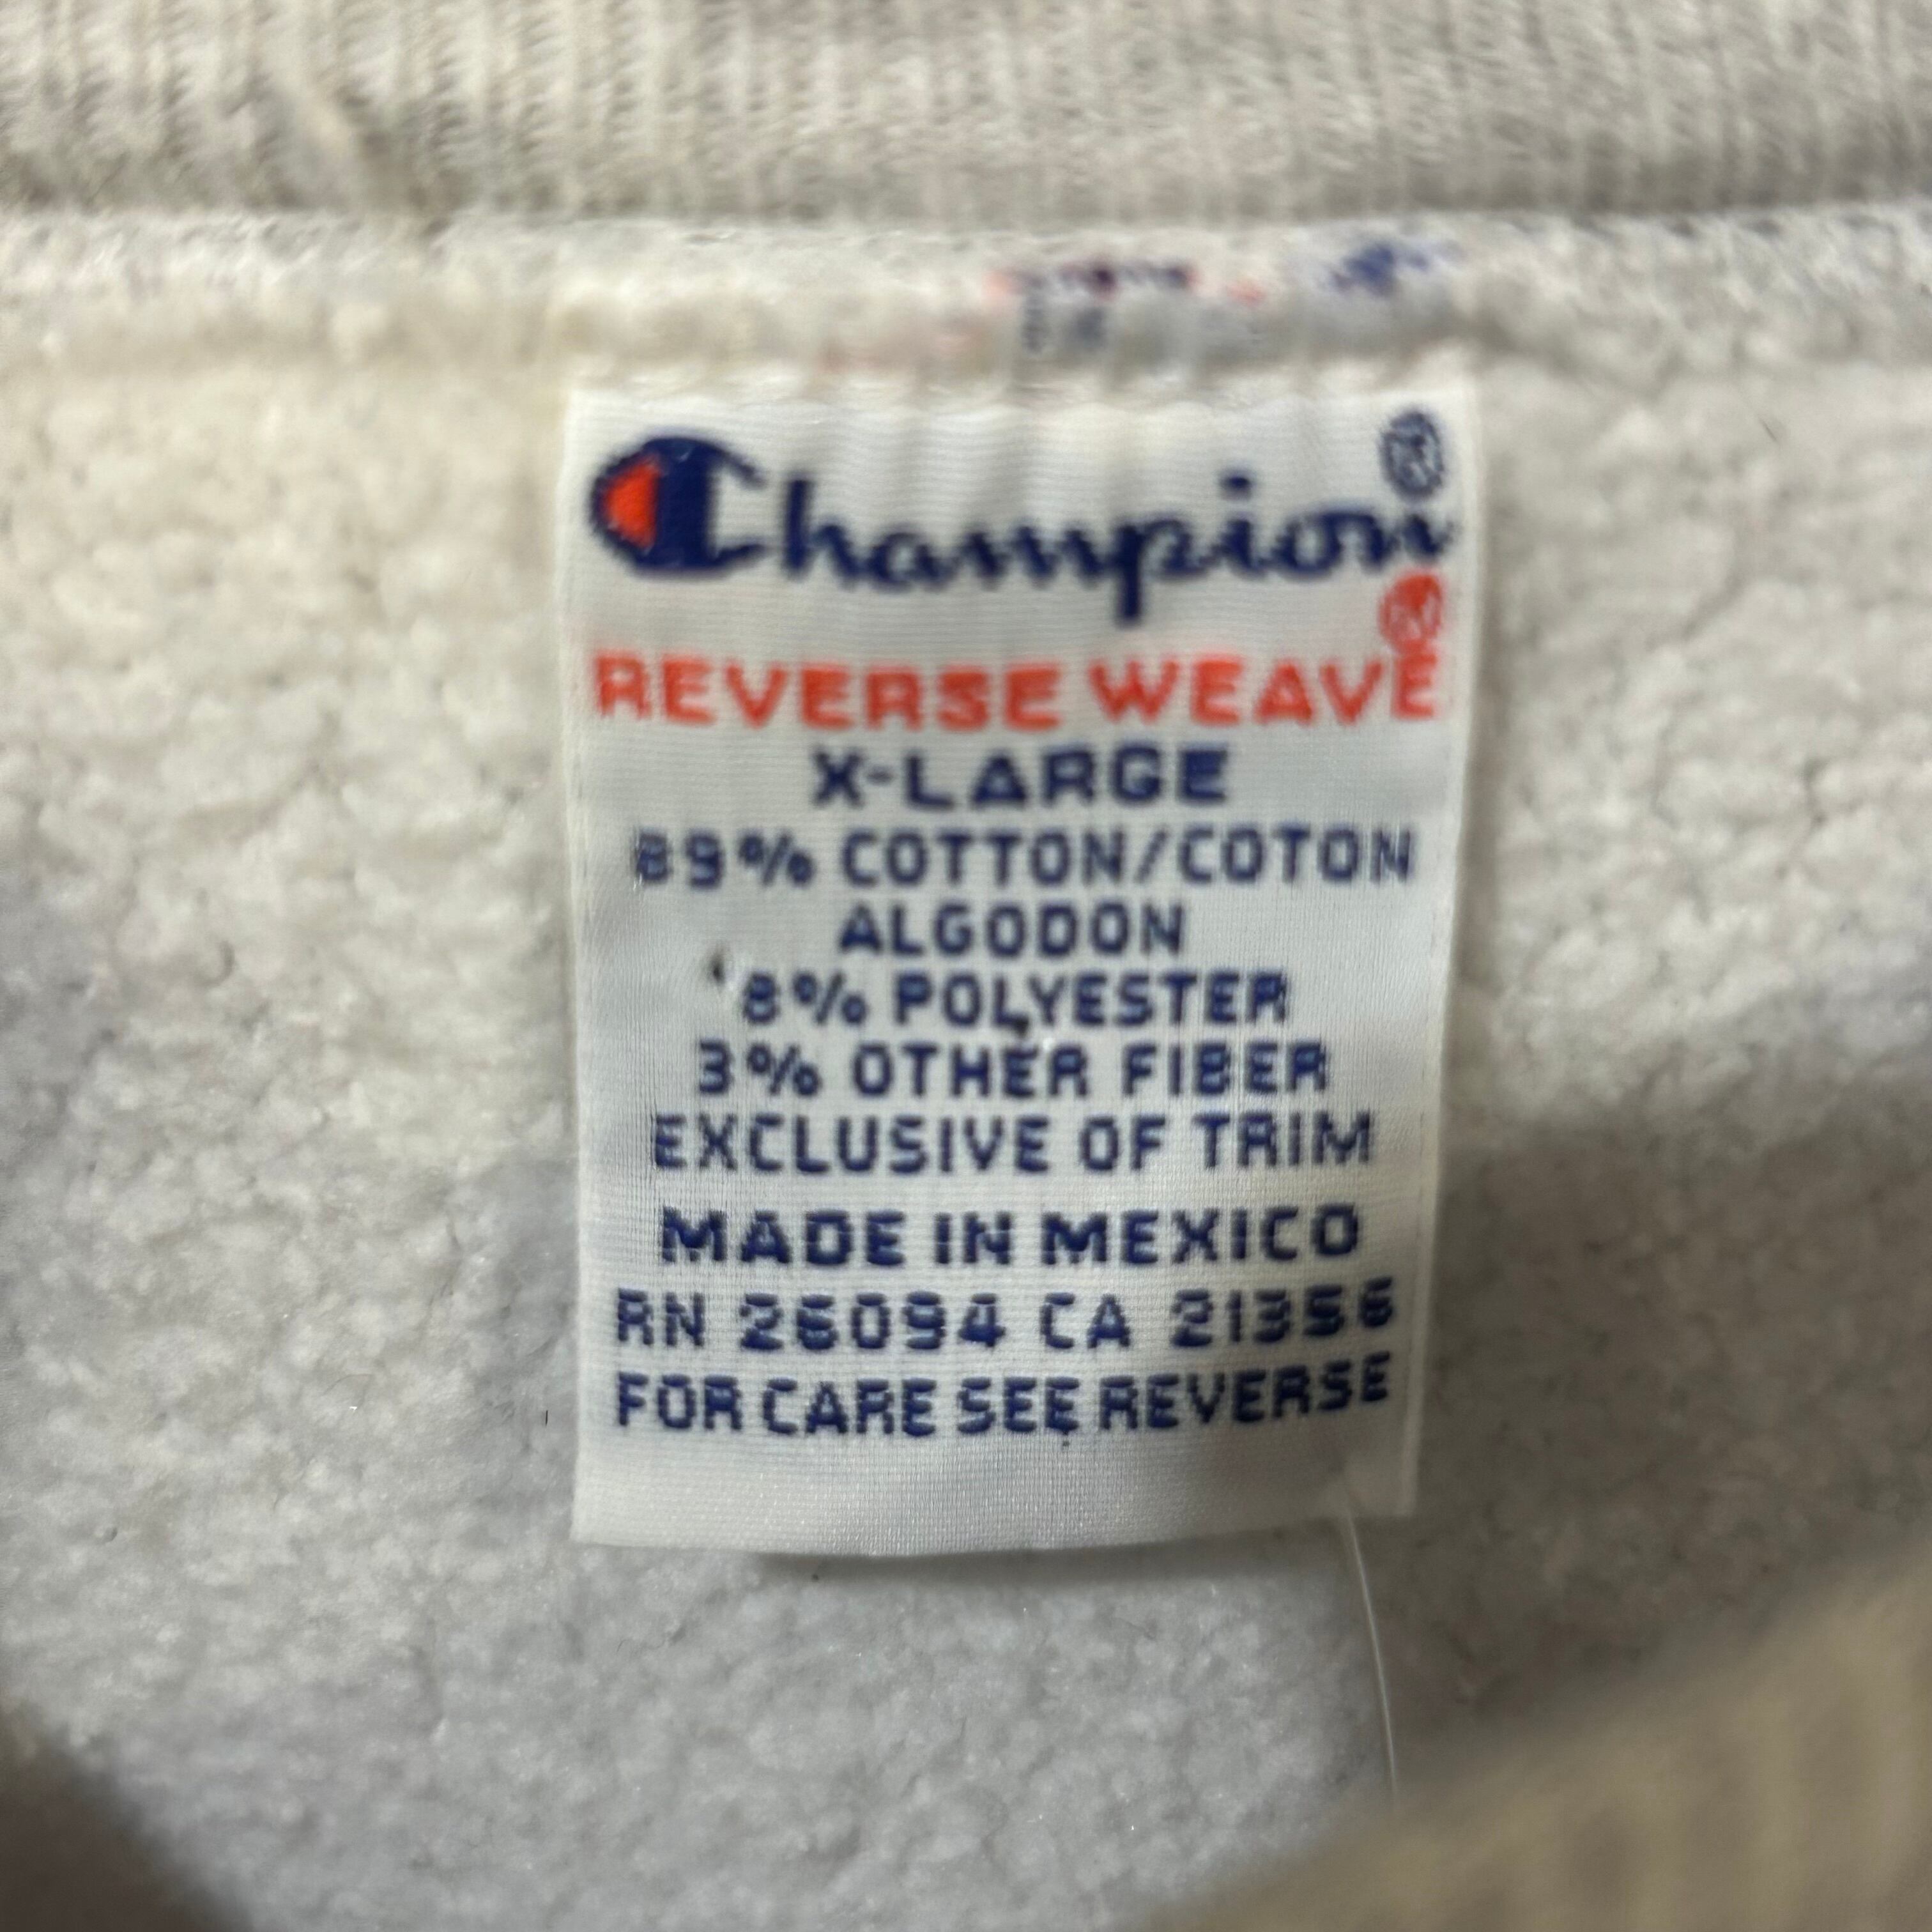 Champion®
REVERSE WEAVE®
X-LARGE
89% COTTON/COTON
ALGODON
8% POLYESTER
3% OTHER FIBER
EXCLUSIVE OF TRIM
MADE IN MEXICO
RN 26094 CA 21356
FOR CARE SEE REVERSE